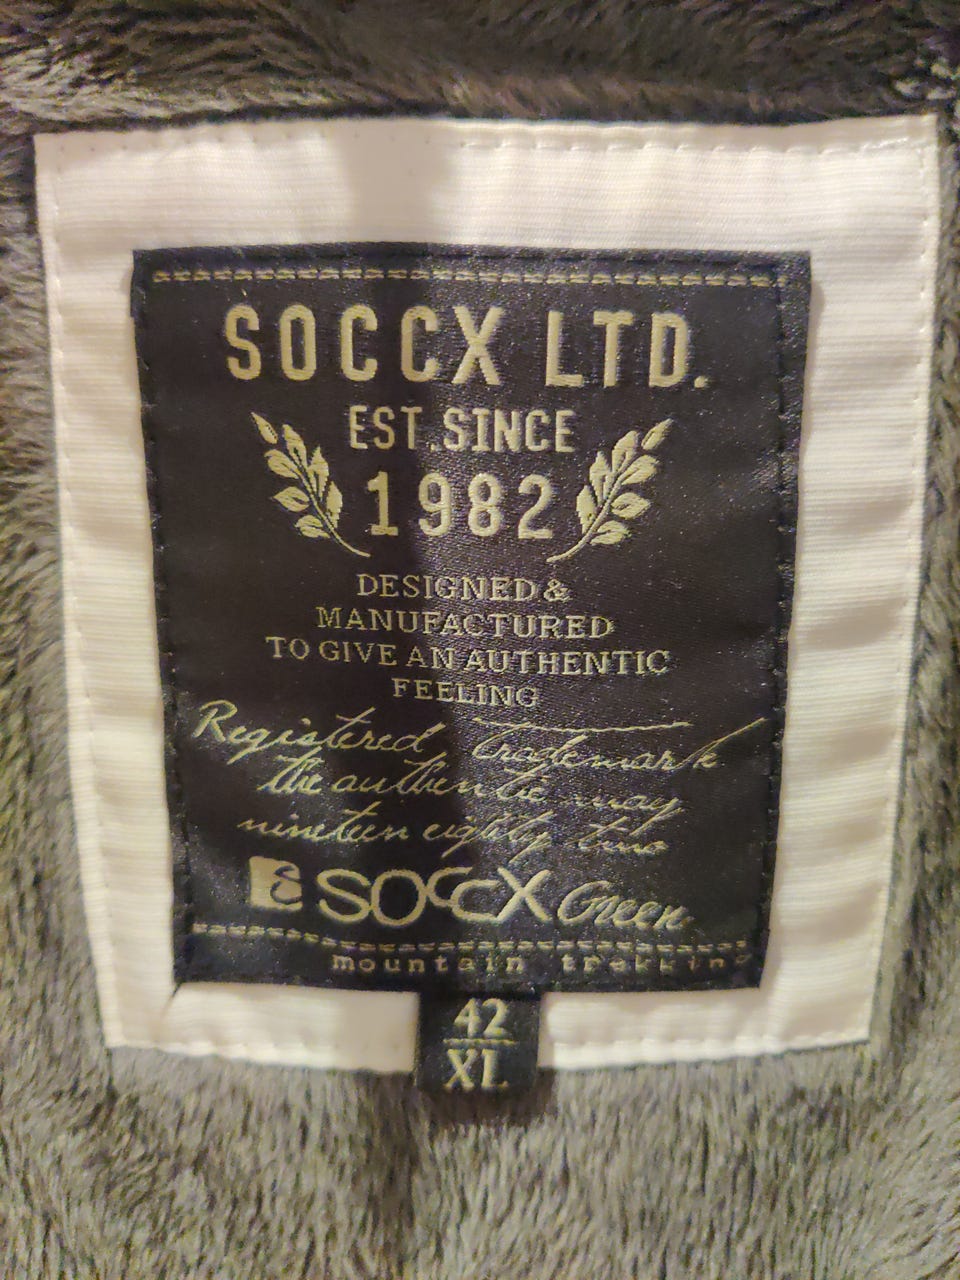 SOCCX LTD.
EST.SINCE
1982
DESIGNED &
MANUFACTURED
TO GIVE AN AUTHENTIC
FEELING
Registered Trademark
the authentic way
nineteen eighty two
SOCCX Green
mountain trekking
42
XL